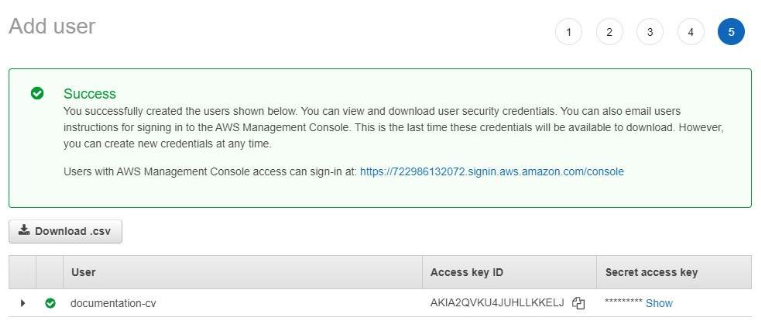 Add user
1 2 3 4 5
Success
You successfully created the users shown below. You can view and download user security credentials. You can also email users
instructions for signing in to the AWS Management Console. This is the last time these credentials will be available to download. However,
you can create new credentials at any time.
Users with AWS Management Console access can sign-in at: https://722986132072.signin.aws.amazon.com/console
Download .csv
User Access key ID Secret access key
documentation-cv AKIA2QVKU4JUHLLKKELJ ********* Show